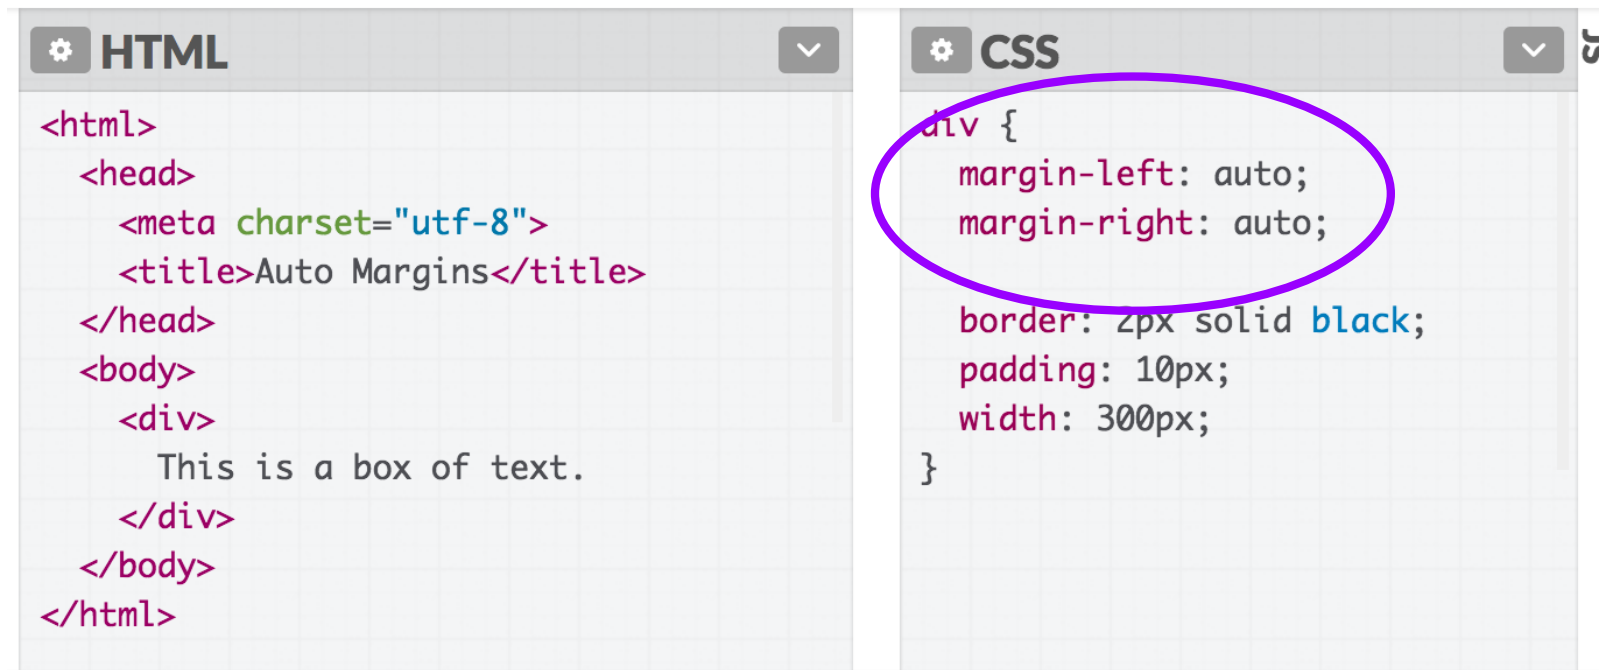 HTML
<html>
<head>
<meta charset="utf-8">
<title>Auto Margins</title>
</head>
<body>
<div>
This is a box of text.
</div>
</body>
</html>
CSS
div {
margin-left: auto;
margin-right: auto;
border: 2px solid black;
padding: 10px;
width: 300px;
}